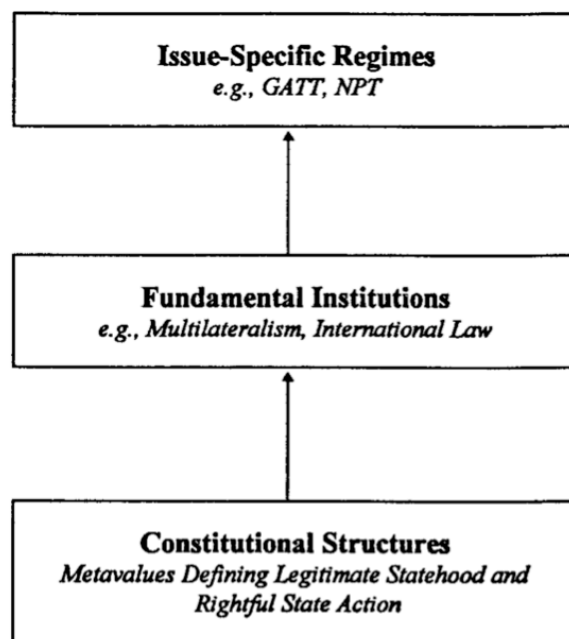 Issue-Specific Regimes
e.g., GATT, NPT
Fundamental Institutions
e.g., Multilateralism, International Law
Constitutional Structures
Metavalues Defining Legitimate Statehood and
Rightful State Action